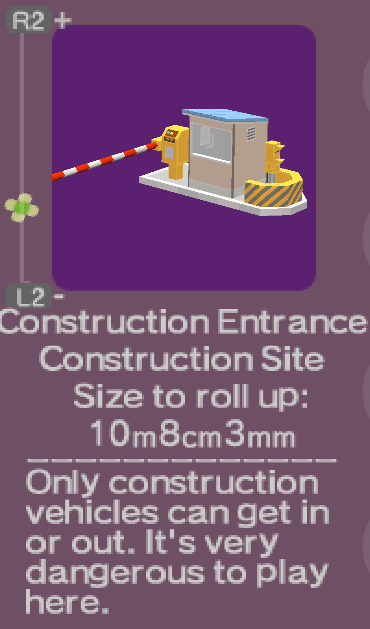 R2 +
L2 -
Construction Entrance
Construction Site
Size to roll up:
10m8cm3mm
Only construction
vehicles can get in
or out. It's very
dangerous to play
here.